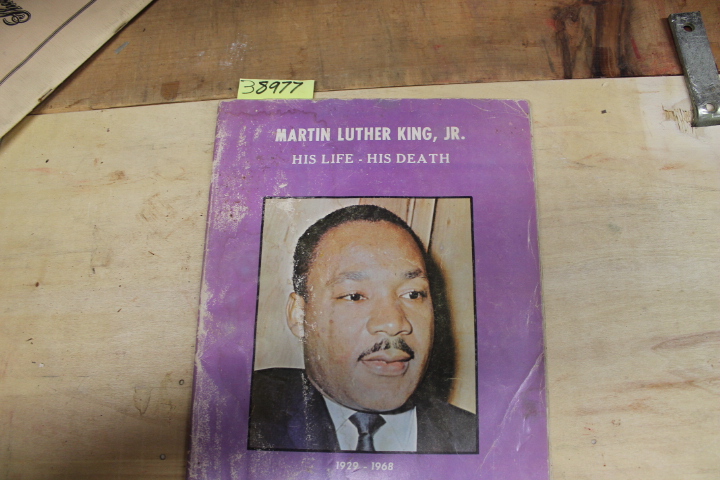 38977
MARTIN LUTHER KING, JR.
HIS LIFE - HIS DEATH
1929 - 1968